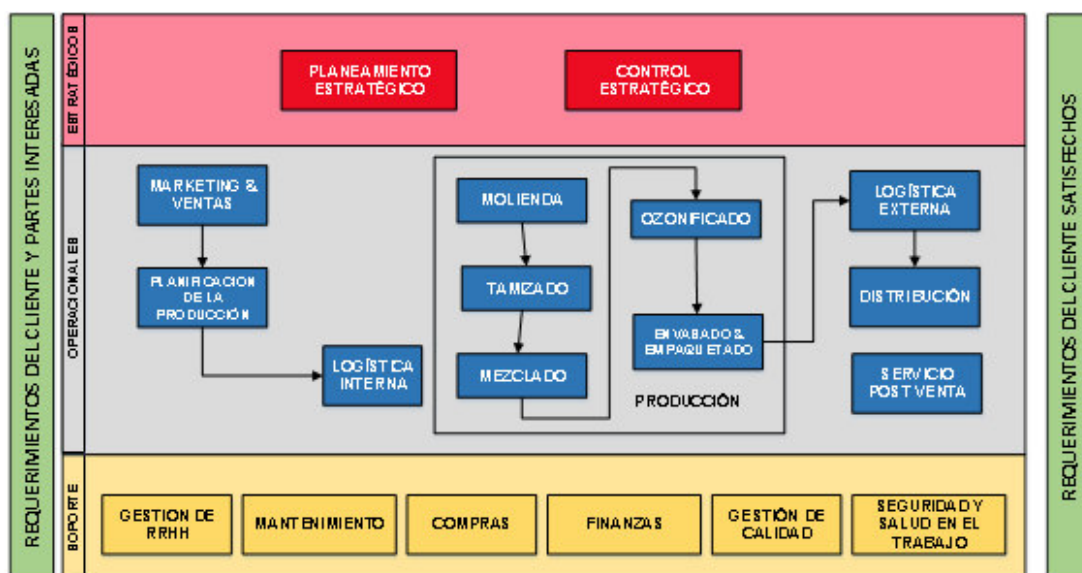 REQUERIMIENTOS DEL CLIENTE Y PARTES INTERESADAS
ESTRATÉGICOS
PLANEAMIENTO
ESTRATÉGICO
CONTROL
ESTRATÉGICO
OPERACIONALES
MARKETING &
VENTAS
PLANIFICACION
DE LA
PRODUCCIÓN
LOGÍSTICA
INTERNA
MOLIENDA
TAMIZADO
MEZCLADO
OZONIFICADO
ENVASADO &
EMPAQUETADO
PRODUCCIÓN
LOGÍSTICA
EXTERNA
DISTRIBUCIÓN
SERVICIO
POST VENTA
SOPORTE
GESTION DE
RRHH
MANTENIMIENTO
COMPRAS
FINANZAS
GESTIÓN DE
CALIDAD
SEGURIDAD Y
SALUD EN EL
TRABAJO
REQUERIMIENTOS DEL CLIENTE SATISFECHOS